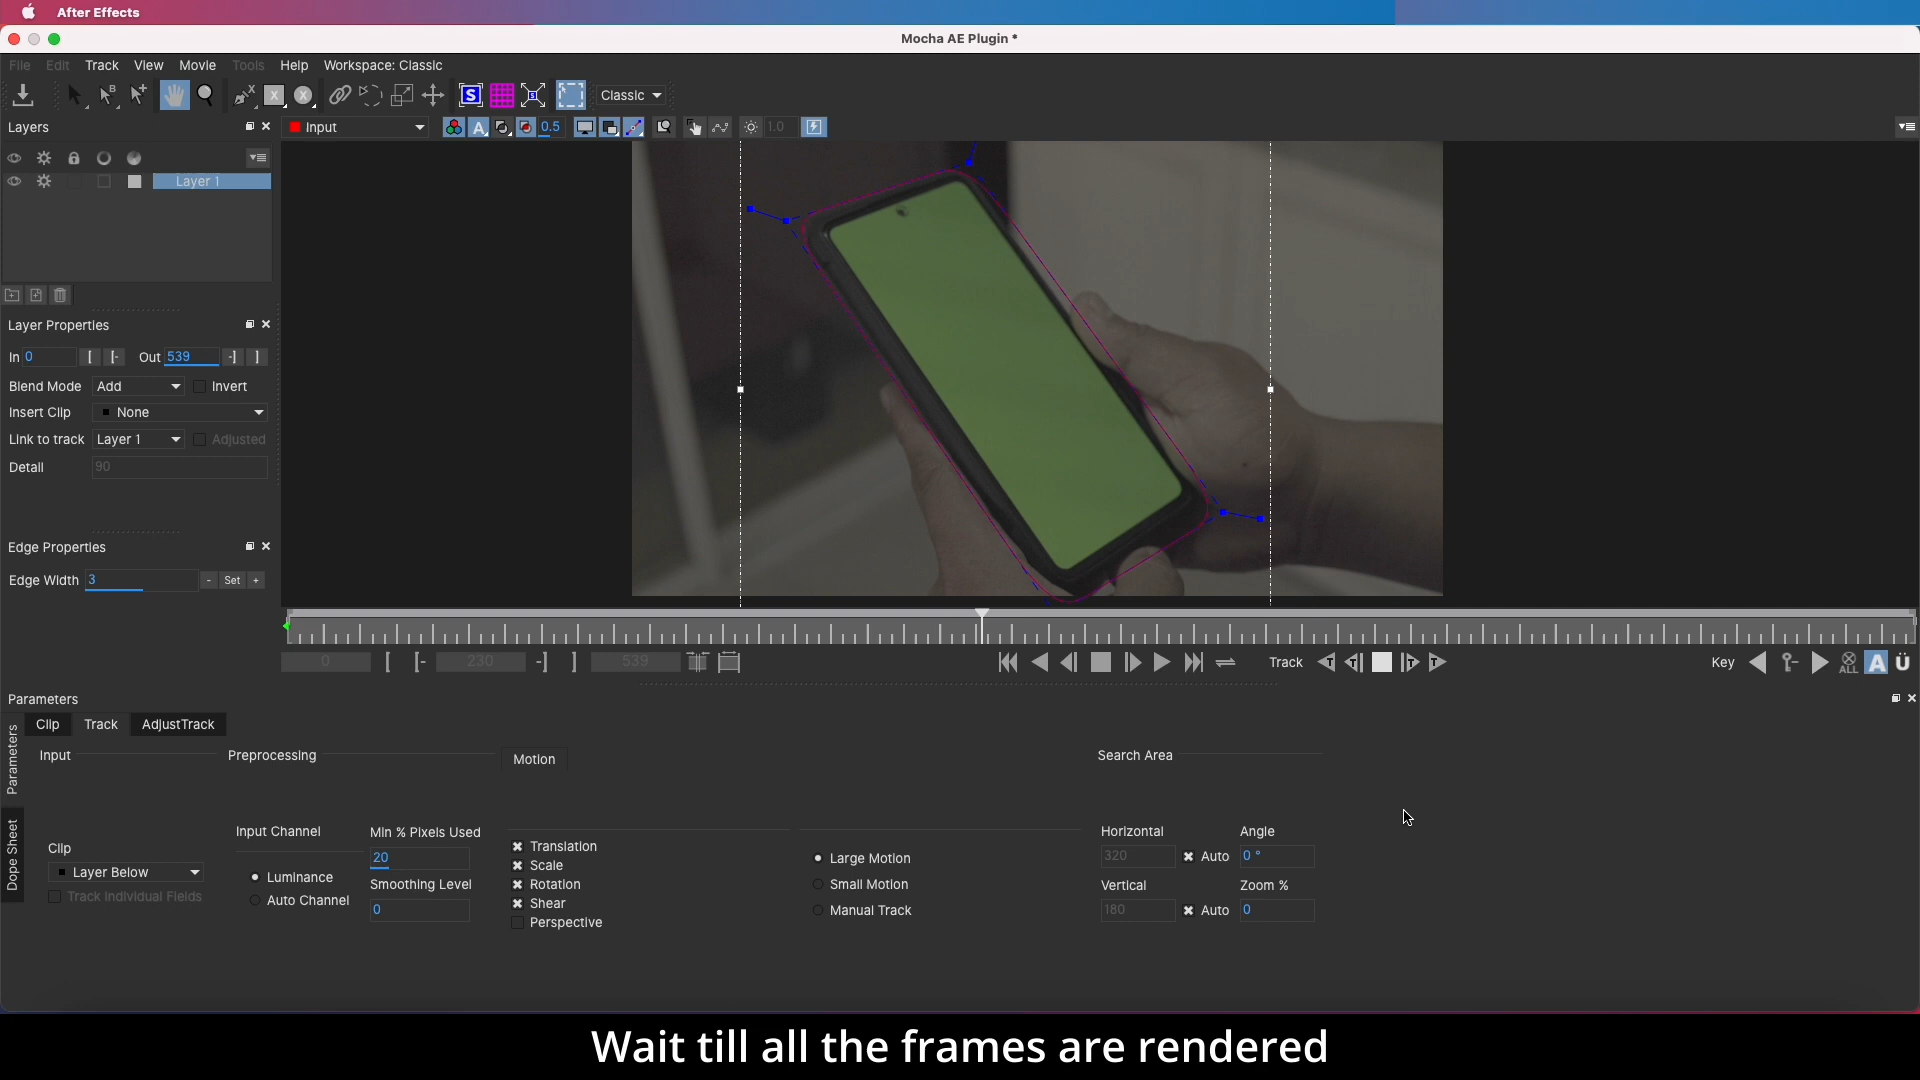 After Effects
Mocha AE Plugin *
File Edit Track View Movie Tools Help Workspace: Classic
Classic
Layers
Input
0.5
1.0
Layer 1
Layer Properties
In 0 Out 539
Blend Mode Add Invert
Insert Clip None
Link to track Layer 1 Adjusted
Detail 90
Edge Properties
Edge Width 3 - Set +
0 230 539 Track Key ALL A Ü
Parameters
Clip Track AdjustTrack
Parameters
Dope Sheet
Input
Clip
Layer Below
Track Individual Fields
Preprocessing
Input Channel
Luminance
Auto Channel
Min % Pixels Used
20
Smoothing Level
0
Motion
Translation
Scale
Rotation
Shear
Perspective
Large Motion
Small Motion
Manual Track
Search Area
Horizontal Angle
320 Auto 0 °
Vertical Zoom %
180 Auto 0
Wait till all the frames are rendered